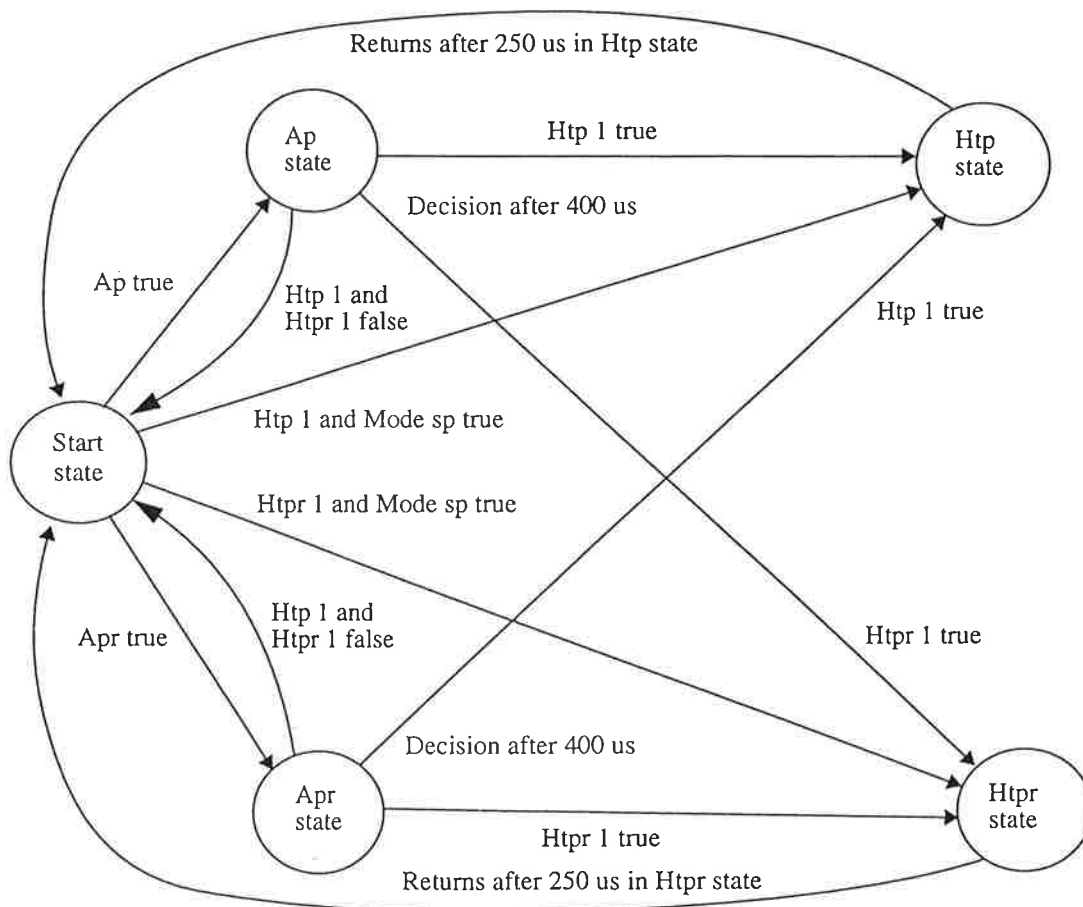 Returns after 250 us in Htp state
Ap
state
Htp 1 true
Htp
state
Decision after 400 us
Ap true
Htp 1 and
Htpr 1 false
Htp 1 true
Htp 1 and Mode sp true
Start
state
Htpr 1 and Mode sp true
Htp 1 and
Htpr 1 false
Apr true
Htpr 1 true
Decision after 400 us
Apr
state
Htpr
state
Htpr 1 true
Returns after 250 us in Htpr state